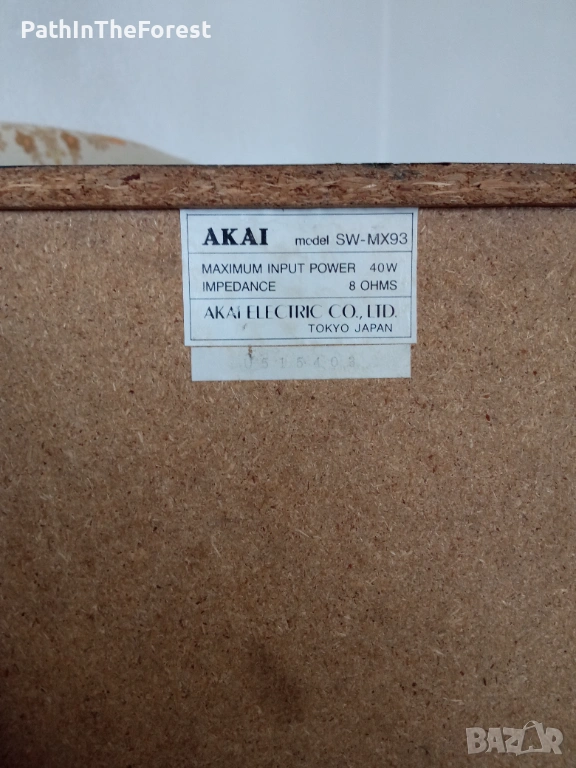 PathInTheForest
AKAI model SW-MX93
MAXIMUM INPUT POWER 40W
IMPEDANCE 8 OHMS
AKAI ELECTRIC CO., LTD.
TOKYO JAPAN
BAZAR